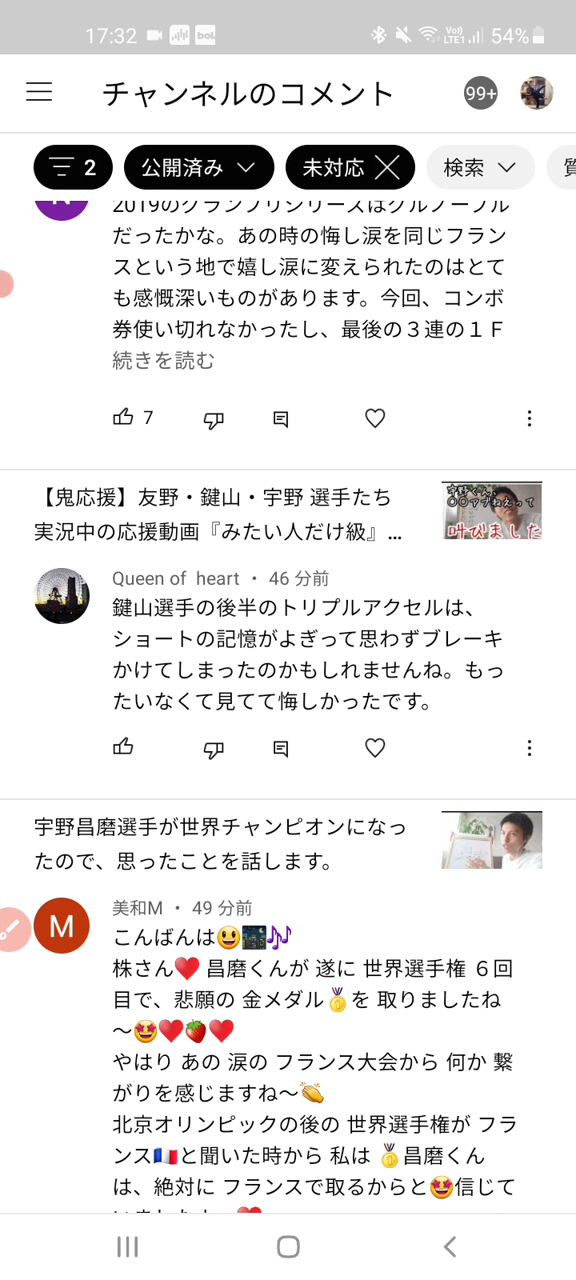 17:32
Vo)) LTE1 54%
チャンネルのコメント
99+
2
公開済み
未対応
検索
質
2019のグランプリシリーズはグルノーブル
だったかな。あの時の悔し涙を同じフラン
スという地で嬉し涙に変えられたのはとて
も感慨深いものがあります。今回、コンボ
券使い切れなかったし、最後の３連の１Ｆ
続きを読む
7
【鬼応援】友野・鍵山・宇野 選手たち
実況中の応援動画『みたい人だけ級』...
叫びました
Queen of heart ・ 46 分前
鍵山選手の後半のトリプルアクセルは、
ショートの記憶がよぎって思わずブレーキ
かけてしまったのかもしれませんね。もっ
たいなくて見てて悔しかったです。
宇野昌磨選手が世界チャンピオンになっ
たので、思ったことを話します。
M
美和M ・ 49 分前
こんばんは😃🌃🎶
株さん♥️ 昌磨くんが 遂に 世界選手権 ６回
目で、悲願の 金メダル🥇を 取りましたね
〜🤩♥️🍓♥️
やはり あの 涙の フランス大会から 何か 繋
がりを感じますね〜👏
北京オリンピックの後の 世界選手権が フラ
ンス🇫🇷と聞いた時から 私は 🥇昌磨くん
は、絶対に フランスで取るからと🤩信じて